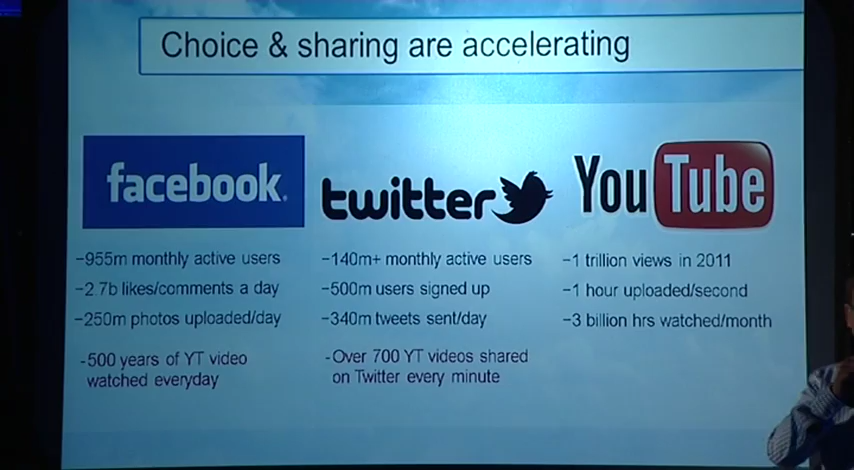 Choice & sharing are accelerating
facebook.
twitter
YouTube
-955m monthly active users
-2.7b likes/comments a day
-250m photos uploaded/day
-500 years of YT video
watched everyday
-140m+ monthly active users
-500m users signed up
-340m tweets sent/day
-Over 700 YT videos shared
on Twitter every minute
-1 trillion views in 2011
-1 hour uploaded/second
-3 billion hrs watched/month